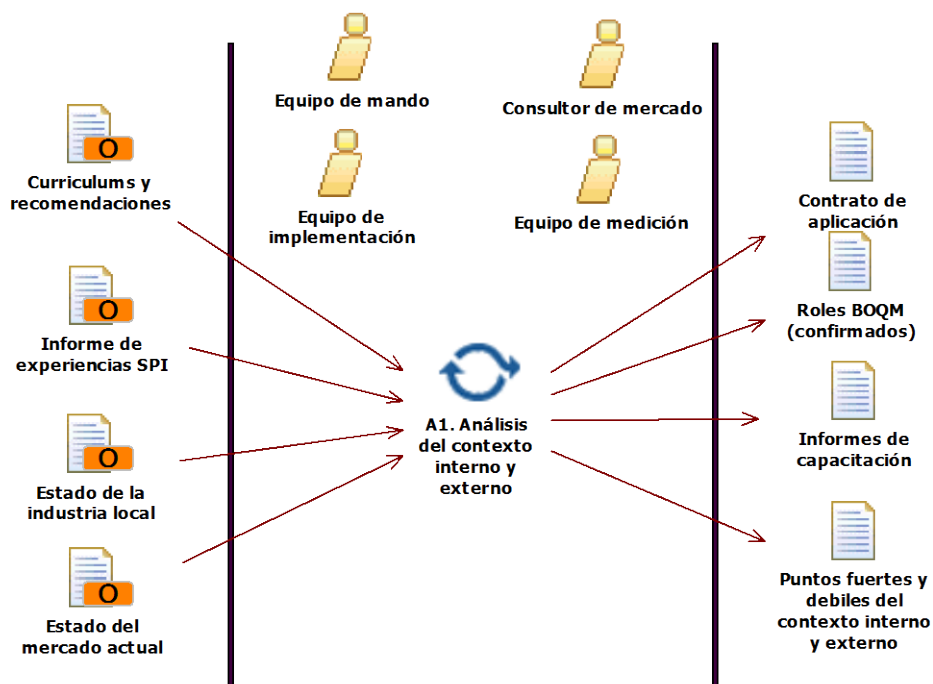 Equipo de mando
Consultor de mercado
Equipo de
implementación
Equipo de medición
O
Curriculums y
recomendaciones
O
Informe de
experiencias SPI
O
Estado de la
industria local
O
Estado del
mercado actual
A1. Análisis
del contexto
interno y
externo
Contrato de
aplicación
Roles BOQM
(confirmados)
Informes de
capacitación
Puntos fuertes y
debiles del
contexto interno
y externo